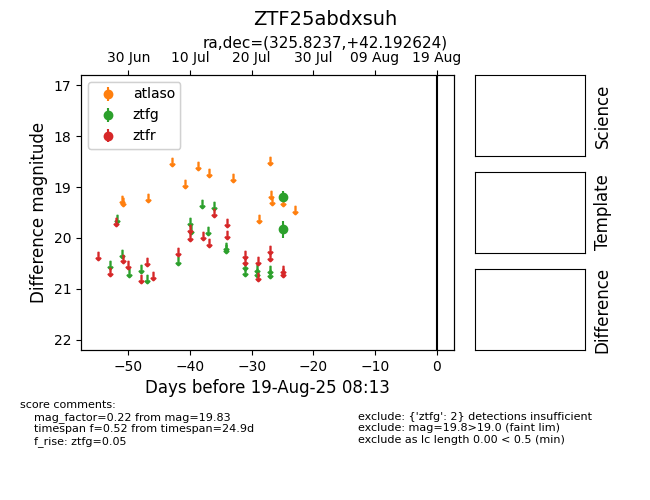 ZTF25abdxsuh
ra,dec=(325.8237,+42.192624)
30 Jun 10 Jul 20 Jul 30 Jul 09 Aug 19 Aug
17
18
19
20
21
22
Difference magnitude
atlaso
ztfg
ztfr
−50 −40 −30 −20 −10 0
Days before 19-Aug-25 08:13
Science
Template
Difference
score comments:
mag_factor=0.22 from mag=19.83
timespan f=0.52 from timespan=24.9d
f_rise: ztfg=0.05
exclude: {'ztfg': 2} detections insufficient
exclude: mag=19.8>19.0 (faint lim)
exclude as lc length 0.00 < 0.5 (min)